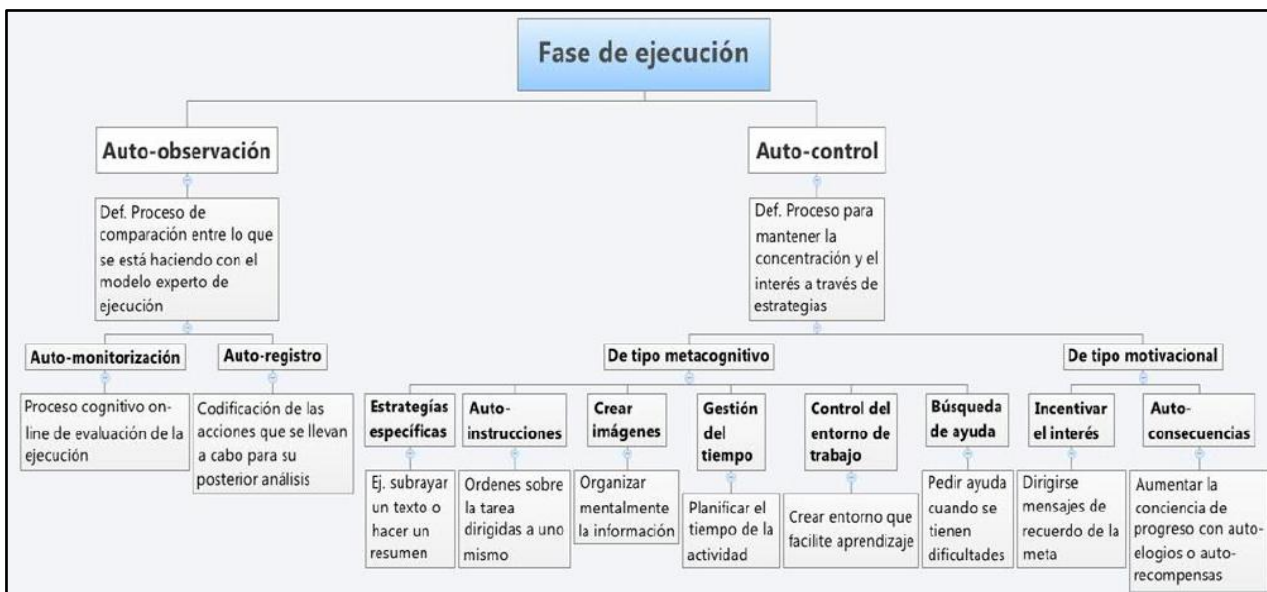 Fase de ejecución
Auto-observación
Auto-control
Def. Proceso de
comparación entre lo que
se está haciendo con el
modelo experto de
ejecución
Def. Proceso para
mantener la
concentración y el
interés a través de
estrategias
Auto-monitorización
Auto-registro
De tipo metacognitivo
De tipo motivacional
Proceso cognitivo on-
line de evaluación de la
ejecución
Codificación de las
acciones que se llevan
a cabo para su
posterior análisis
Estrategías
específicas
Auto-
instrucciones
Crear
imágenes
Gestión
del
tiempo
Control del
entorno de
trabajo
Búsqueda
de ayuda
Incentivar
el interés
Auto-
consecuencias
Ej. subrayar
un texto o
hacer un
resumen
Ordenes sobre
la tarea
dirigidas a uno
mismo
Organizar
mentalmente
la información
Planificar el
tiempo de la
actividad
Crear entorno que
facilite aprendizaje
Pedir ayuda
cuando se
tienen
dificultades
Dirigirse
mensajes de
recuerdo de la
meta
Aumentar la
conciencia de
progreso con auto-
elogios o auto-
recompensas